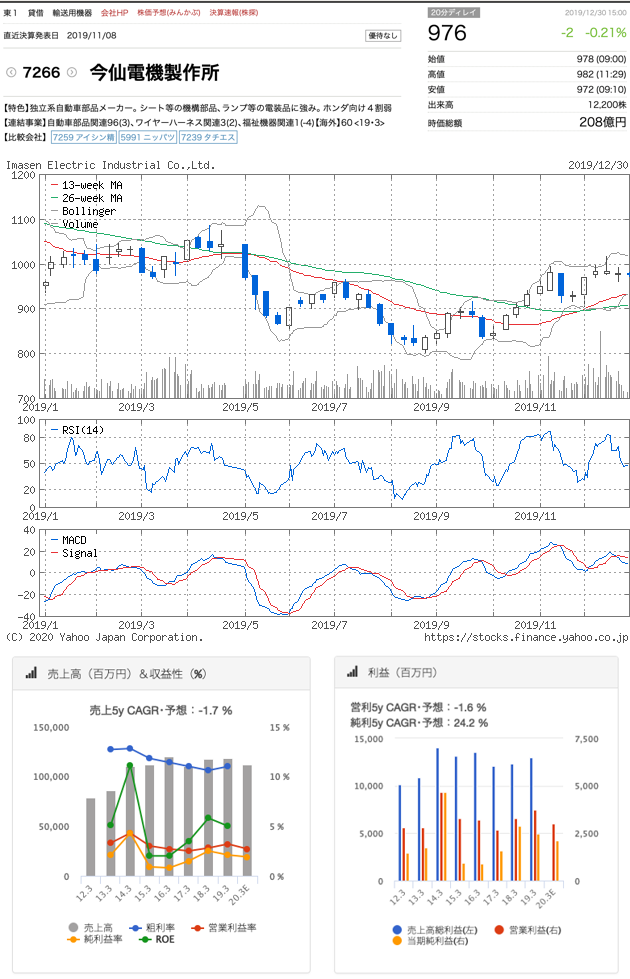 東1 貸借 輸送用機器 会社HP 株価予想(みんかぶ) 決算速報(株探)
直近決算発表日 2019/11/08 優待なし
7266 今仙電機製作所
【特色】独立系自動車部品メーカー。シート等の機構部品、ランプ等の電装品に強み。ホンダ向け4割弱
【連結事業】自動車部品関連96(3)、ワイヤーハーネス関連3(2)、福祉機器関連1(-4)【海外】60 <19・3>
【比較会社】 7259 アイシン精 5991 ニッパツ 7239 タチエス
20分ディレイ 2019/12/30 15:00
976 -2 -0.21%
始値 978 (09:00)
高値 982 (11:29)
安値 972 (09:10)
出来高 12,200株
時価総額 208億円
Imasen Electric Industrial Co.,Ltd. 2019/12/30
13-week MA
26-week MA
Bollinger
Volume
1200
1100
1000
900
800
700
2019/1 2019/3 2019/5 2019/7 2019/9 2019/11
RSI(14)
100
80
50
20
0
2019/1 2019/3 2019/5 2019/7 2019/9 2019/11
MACD
Signal
40
20
0
-20
-40
2019/1 2019/3 2019/5 2019/7 2019/9 2019/11
(C) 2020 Yahoo Japan Corporation. https://stocks.finance.yahoo.co.jp
売上高（百万円）＆収益性（%）
売上5y CAGR・予想：-1.7 %
150,000 15 %
100,000 10 %
50,000 5 %
0 0 %
12.3 13.3 14.3 15.3 16.3 17.3 18.3 19.3 20.3E
売上高 粗利率 営業利益率
純利益率 ROE
利益（百万円）
営利5y CAGR・予想：-1.6 %
純利5y CAGR・予想：24.2 %
15,000 7,500
10,000 5,000
5,000 2,500
0 0
12.3 13.3 14.3 15.3 16.3 17.3 18.3 19.3 20.3E
売上高総利益(左) 営業利益(右)
当期純利益(右)